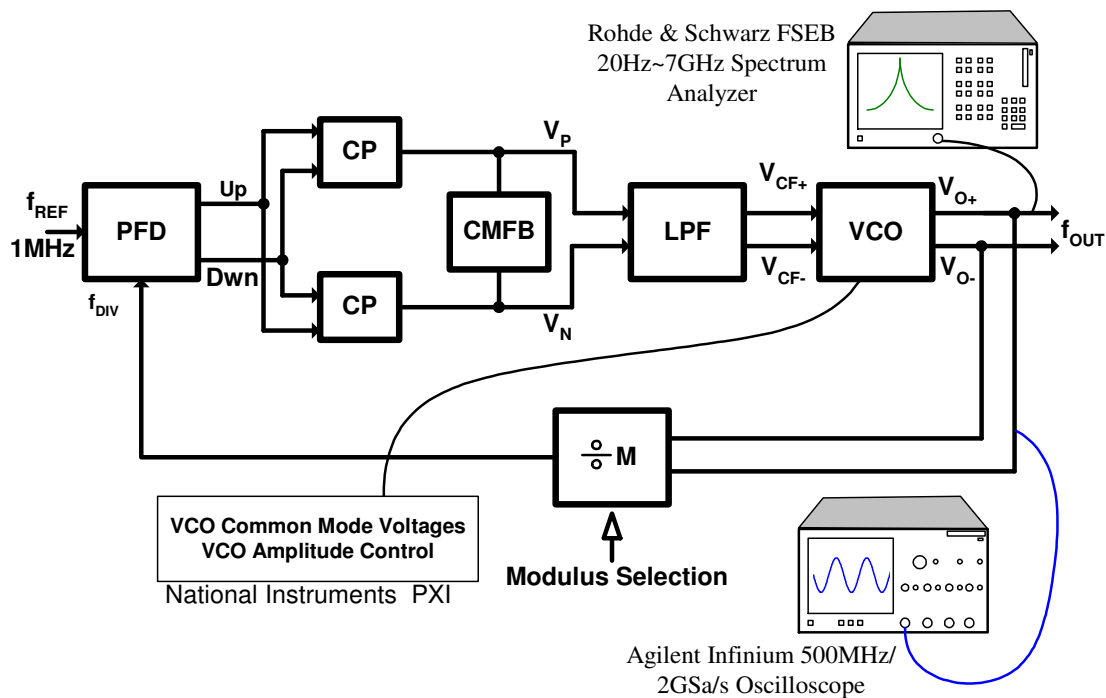 Rohde & Schwarz FSEB
20Hz~7GHz Spectrum
Analyzer
f_REF
1MHz
PFD
f_DIV
Up
Dwn
CP
CP
V_P
CMFB
V_N
LPF
V_CF+
V_CF-
VCO
V_O+
V_O-
f_OUT
÷ M
Modulus Selection
VCO Common Mode Voltages
VCO Amplitude Control
National Instruments PXI
Agilent Infinium 500MHz/
2GSa/s Oscilloscope